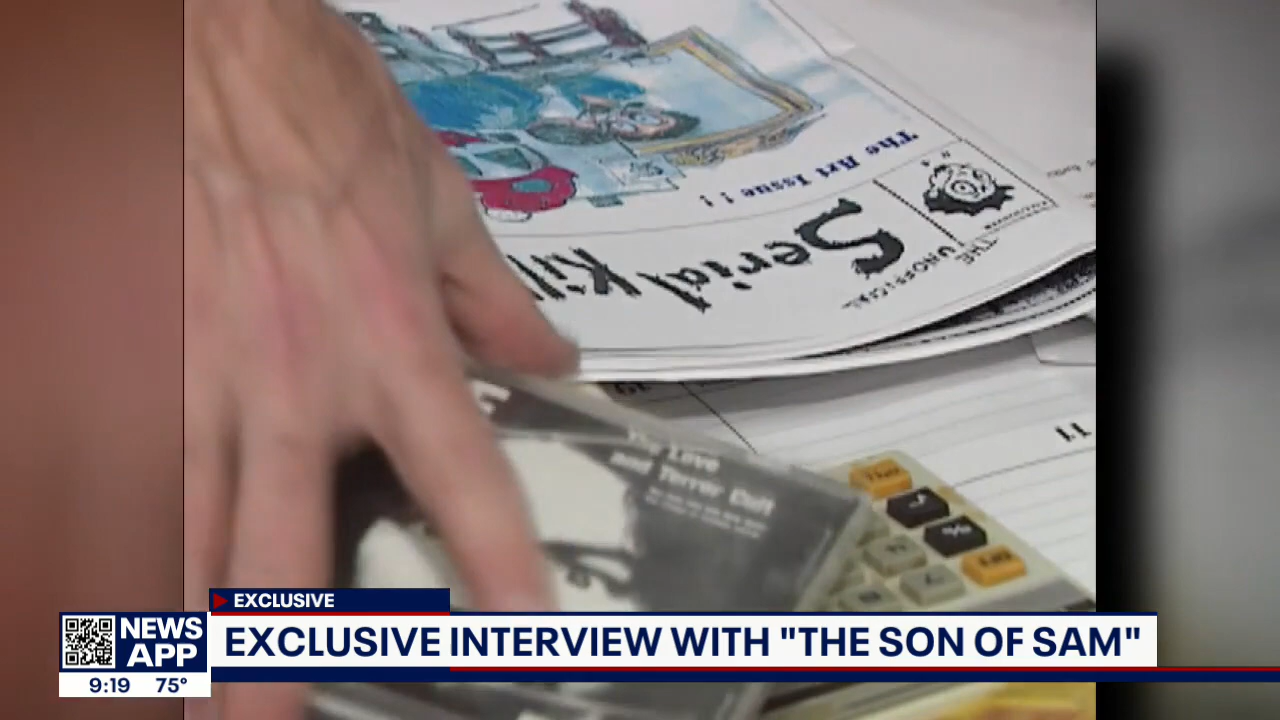 The Art Issue!!
THE
UNOFFICIAL
Serial Kill
11
The Love
and Terror Cult
EXCLUSIVE
NEWS
APP
EXCLUSIVE INTERVIEW WITH "THE SON OF SAM"
9:19 75°